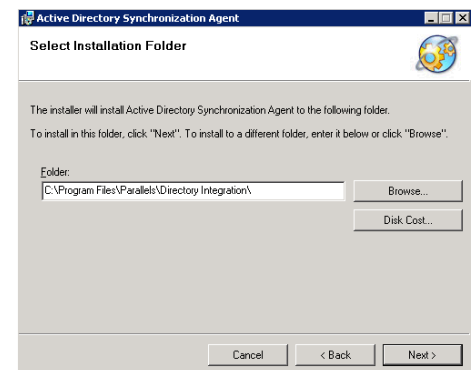 Active Directory Synchronization Agent
Select Installation Folder
The installer will install Active Directory Synchronization Agent to the following folder.
To install in this folder, click "Next". To install to a different folder, enter it below or click "Browse".
Folder:
C:\Program Files\Parallels\Directory Integration\
Browse...
Disk Cost...
Cancel
< Back
Next >